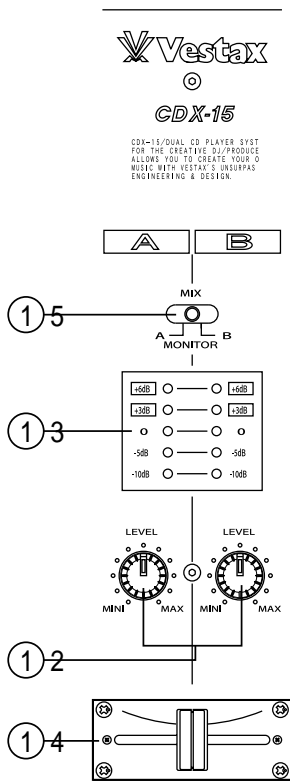 Vestax
CDX-15
CDX-15/DUAL CD PLAYER SYST
FOR THE CREATIVE DJ/PRODUCE
ALLOWS YOU TO CREATE YOUR O
MUSIC WITH VESTAX'S UNSURPAS
ENGINEERING & DESIGN.
A B
MIX
15
A B
MONITOR
+6dB +6dB
+3dB +3dB
13 0 0
-5dB -5dB
-10dB -10dB
LEVEL LEVEL
MINI MAX MINI MAX
12
14